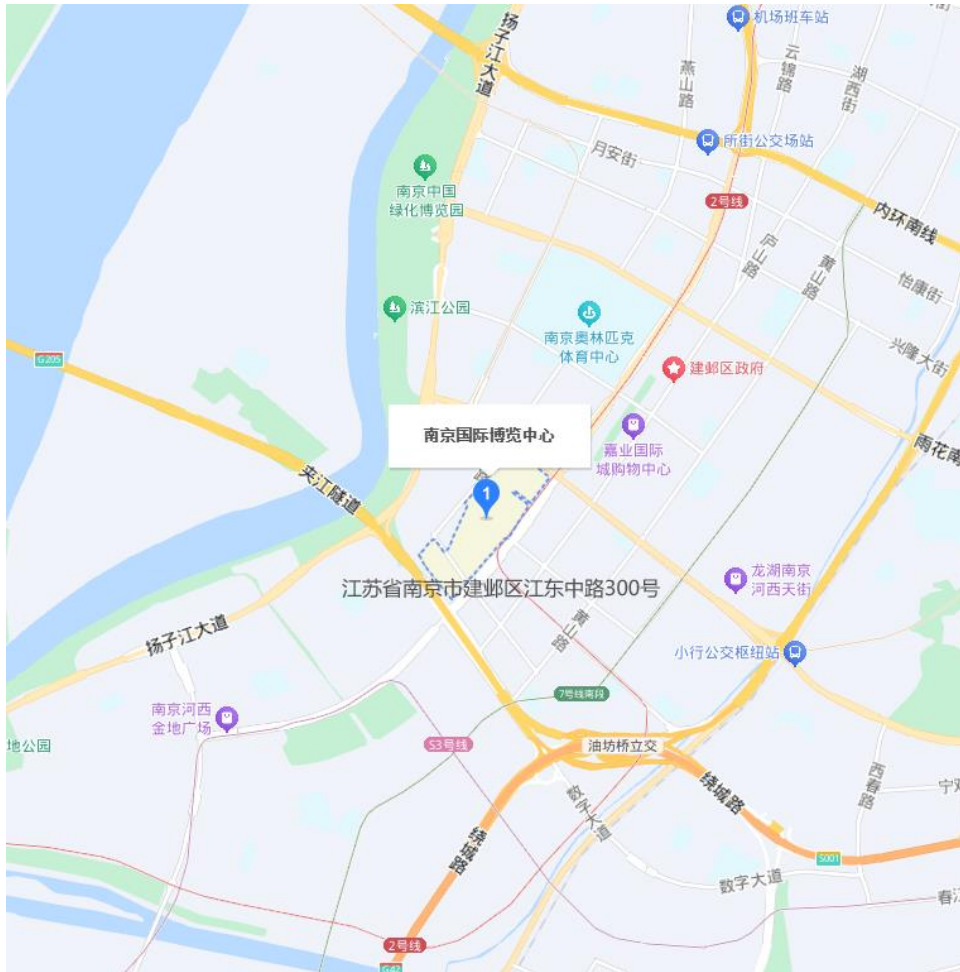 机场班车站
扬子江大道
燕山路
云锦路
湖西街
所街公交场站
月安街
南京中国
绿化博览园
2号线
内环南线
庐山路
黄山路
怡康街
滨江公园
南京奥林匹克
体育中心
兴隆大街
G205
建邺区政府
南京国际博览中心
嘉业国际
城购物中心
雨花南
路
夹江隧道
1
龙湖南京
河西天街
江苏省南京市建邺区江东中路300号
黄山路
扬子江大道
小行公交枢纽站
7号线南段
南京河西
金地广场
地公园
S3号线
油坊桥立交
绕城路
西春路
宁双
数字大道
绕城路
S001
数字大道
春江
2号线
G42